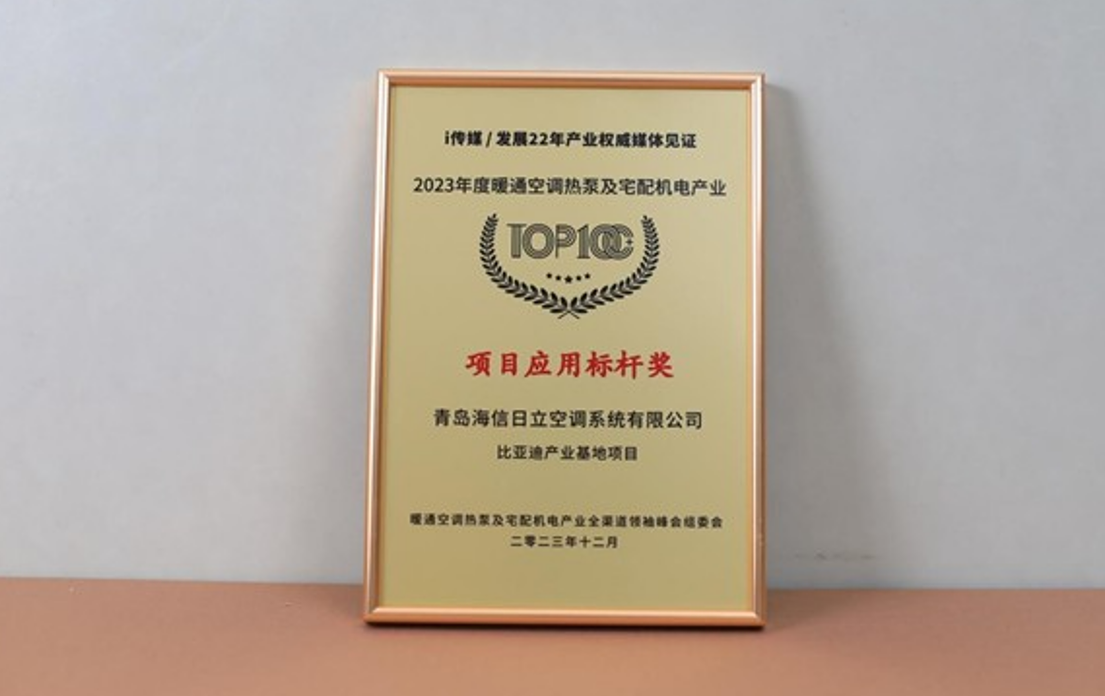 i传媒 / 发展22年产业权威媒体见证
2023年度暖通空调热泵及宅配机电产业
TOP100+
项目应用标杆奖
青岛海信日立空调系统有限公司
比亚迪产业基地项目
暖通空调热泵及宅配机电产业全渠道领袖峰会组委会
二零二三年十二月